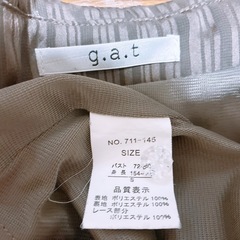 g.a.t
NO. 711-145
SIZE
バスト
身長
S
品質表示
表地 ポリエステル 100%
裏地 ポリエステル 100%
レース部分
ポリエステル 100%